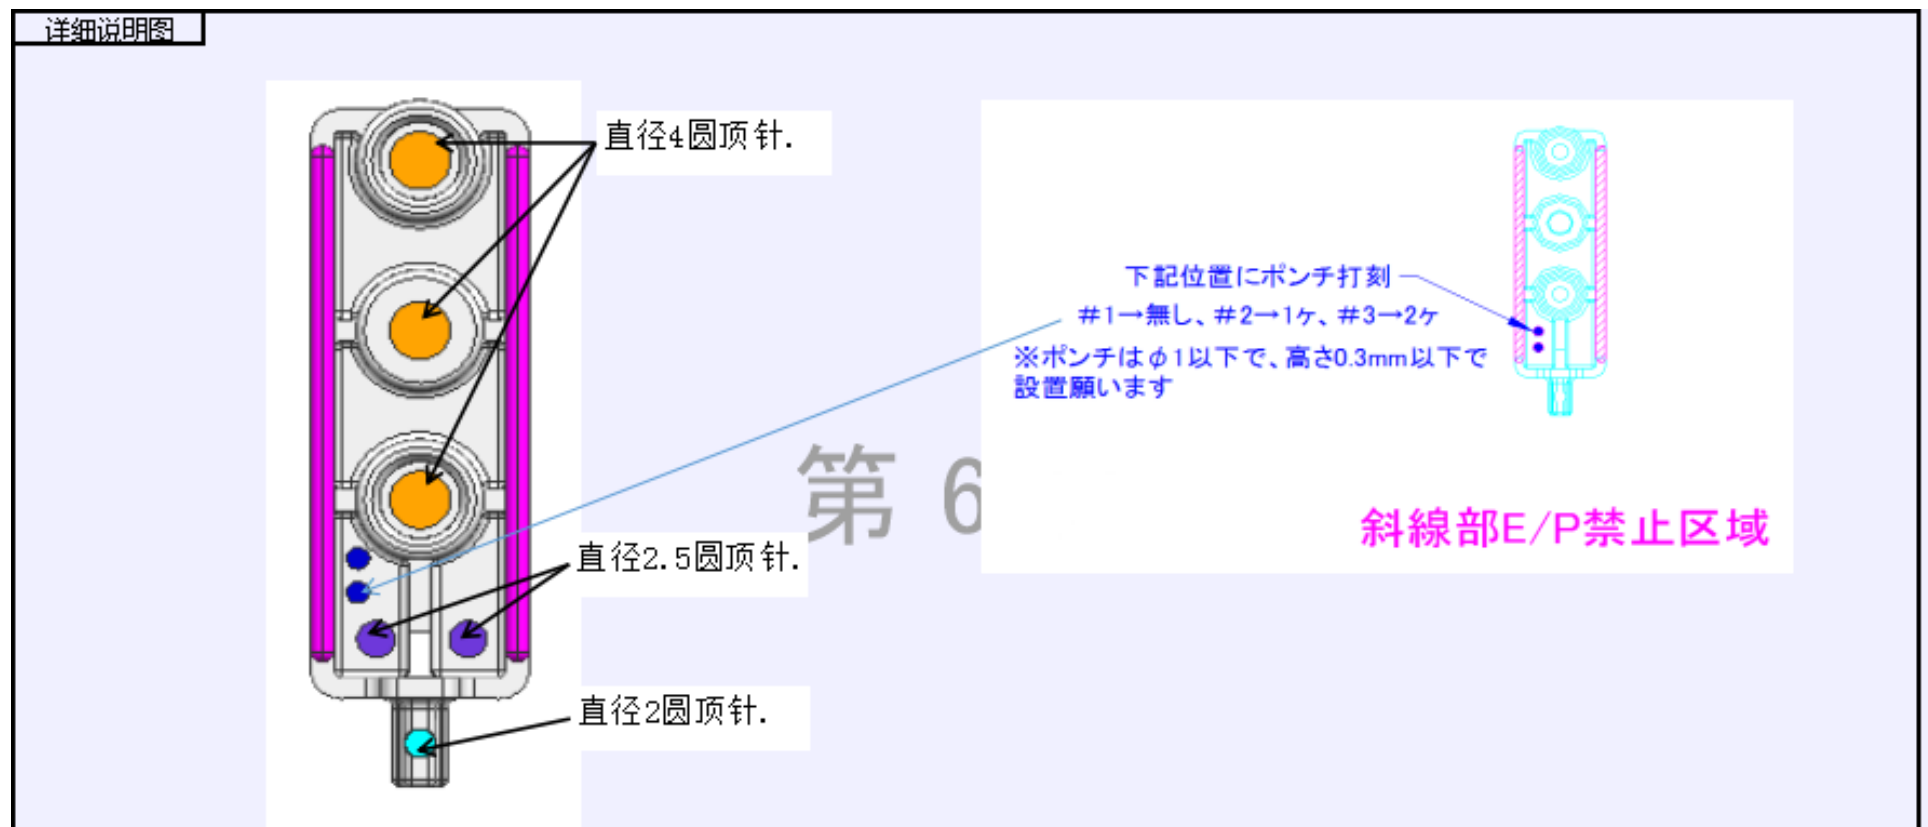 详细说明图
直径4圆顶针.
下記位置にポンチ打刻
#1→無し、#2→1ヶ、#3→2ヶ
※ポンチはφ1以下で、高さ0.3mm以下で
設置願います
第 6
斜線部E/P禁止区域
直径2.5圆顶针.
直径2圆顶针.